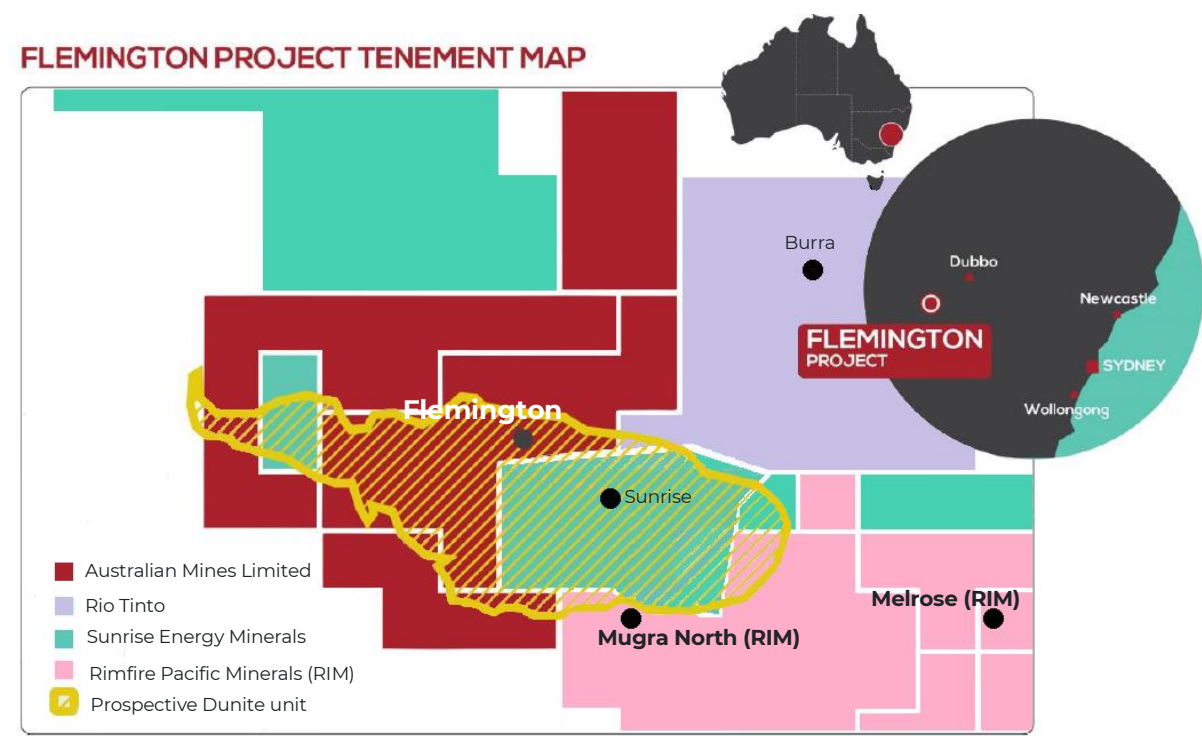 FLEMINGTON PROJECT TENEMENT MAP
Burra
Dubbo
Newcastle
FLEMINGTON
PROJECT
SYDNEY
Wollongong
Flemington
Sunrise
Australian Mines Limited
Rio Tinto
Sunrise Energy Minerals
Rimfire Pacific Minerals (RIM)
Prospective Dunite unit
Melrose (RIM)
Mugra North (RIM)